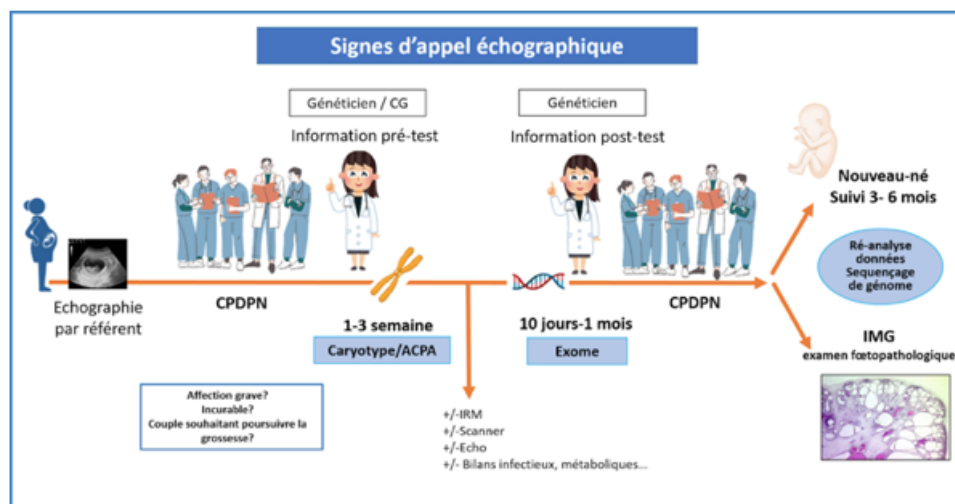 Signes d'appel échographique
Généticien / CG
Information pré-test
Généticien
Information post-test
Nouveau-né
Suivi 3- 6 mois
Ré-analyse
données
Sequençage
de génome
Echographie
par référent
CPDPN
CPDPN
1-3 semaine
Caryotype/ACPA
10 jours-1 mois
Exome
IMG
examen fœtopathologique
Affection grave?
Incurable?
Couple souhaitant poursuivre la
grossesse?
+/-IRM
+/-Scanner
+/-Echo
+/- Bilans infectieux, métaboliques...